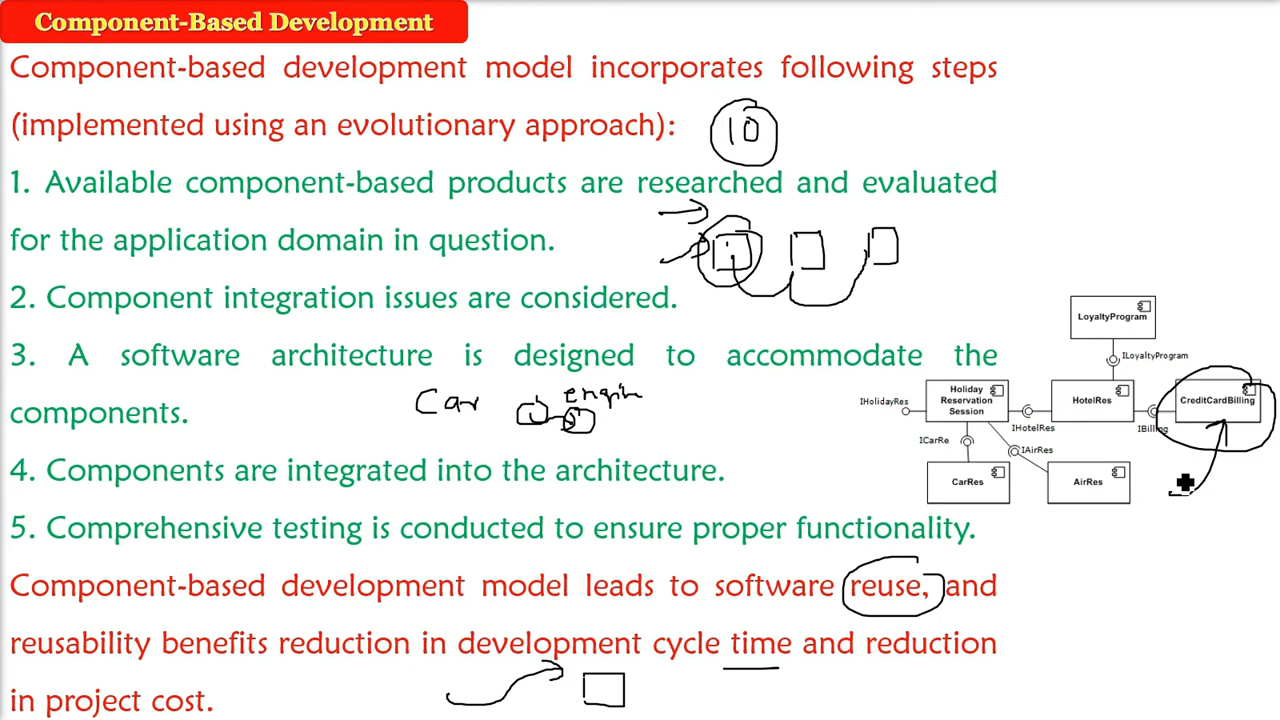 Component-Based Development
Component-based development model incorporates following steps
(implemented using an evolutionary approach):
10
1. Available component-based products are researched and evaluated
for the application domain in question.
2. Component integration issues are considered.
3. A software architecture is designed to accommodate the
components.
Car
4. Components are integrated into the architecture.
5. Comprehensive testing is conducted to ensure proper functionality.
Component-based development model leads to software reuse, and
reusability benefits reduction in development cycle time and reduction
in project cost.
LoyaltyProgram
ILoyaltyProgram
IHolidayRes
Holiday
Reservation
Session
IHotelRes
HotelRes
IBilling
CreditCardBilling
ICarRe
IAirRes
CarRes
AirRes